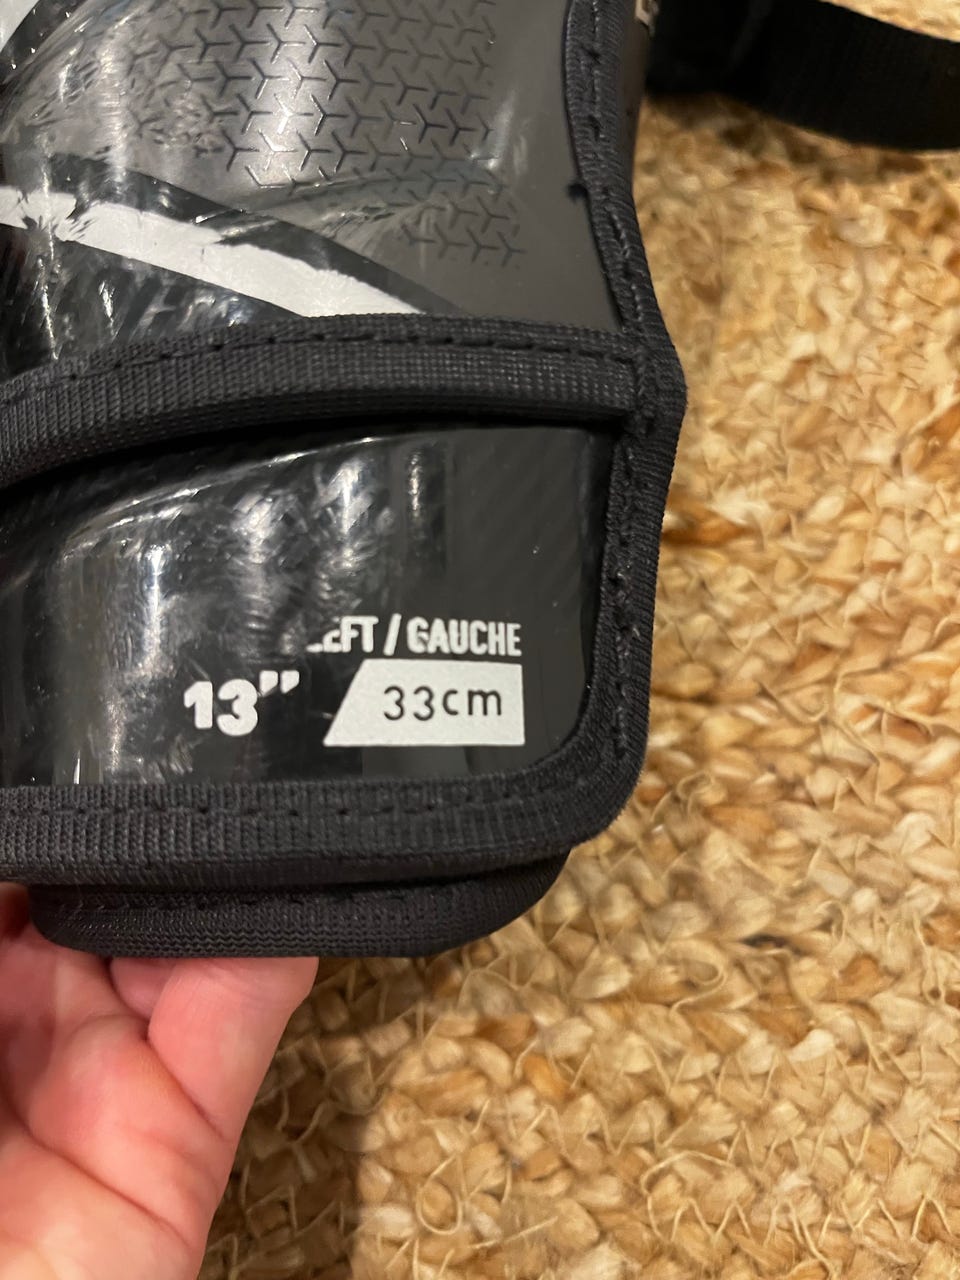 LEFT / GAUCHE
13" 33cm